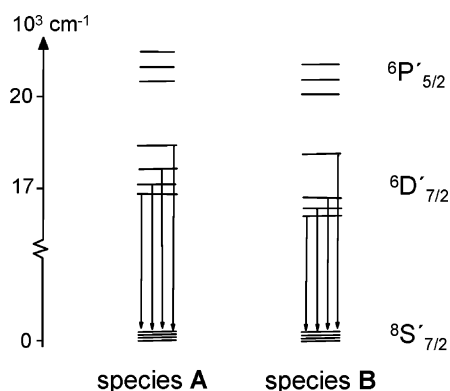 10³ cm⁻¹
⁶P´₅/₂
20
17
⁶D´₇/₂
0
⁸S´₇/₂
species A
species B